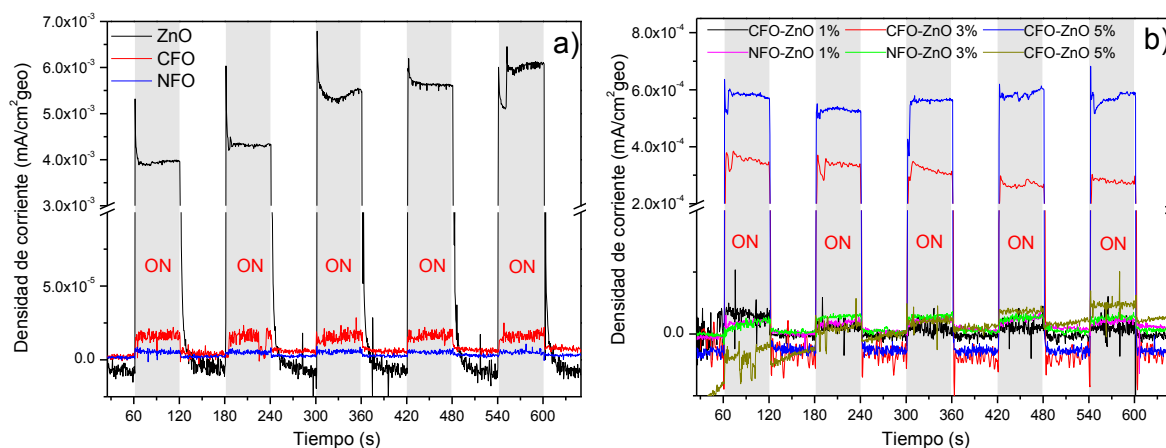 a)
ZnO
CFO
NFO
7.0x10⁻³
6.0x10⁻³
5.0x10⁻³
4.0x10⁻³
3.0x10⁻³
5.0x10⁻⁵
0.0
Densidad de corriente (mA/cm²geo)
ON ON ON ON ON
60 120 180 240 300 360 420 480 540 600
Tiempo (s)
b)
CFO-ZnO 1% CFO-ZnO 3% CFO-ZnO 5%
NFO-ZnO 1% NFO-ZnO 3% CFO-ZnO 5%
8.0x10⁻⁴
6.0x10⁻⁴
4.0x10⁻⁴
2.0x10⁻⁴
0.0
Densidad de corriente (mA/cm²geo)
ON ON ON ON ON
60 120 180 240 300 360 420 480 540 600
Tiempo (s)